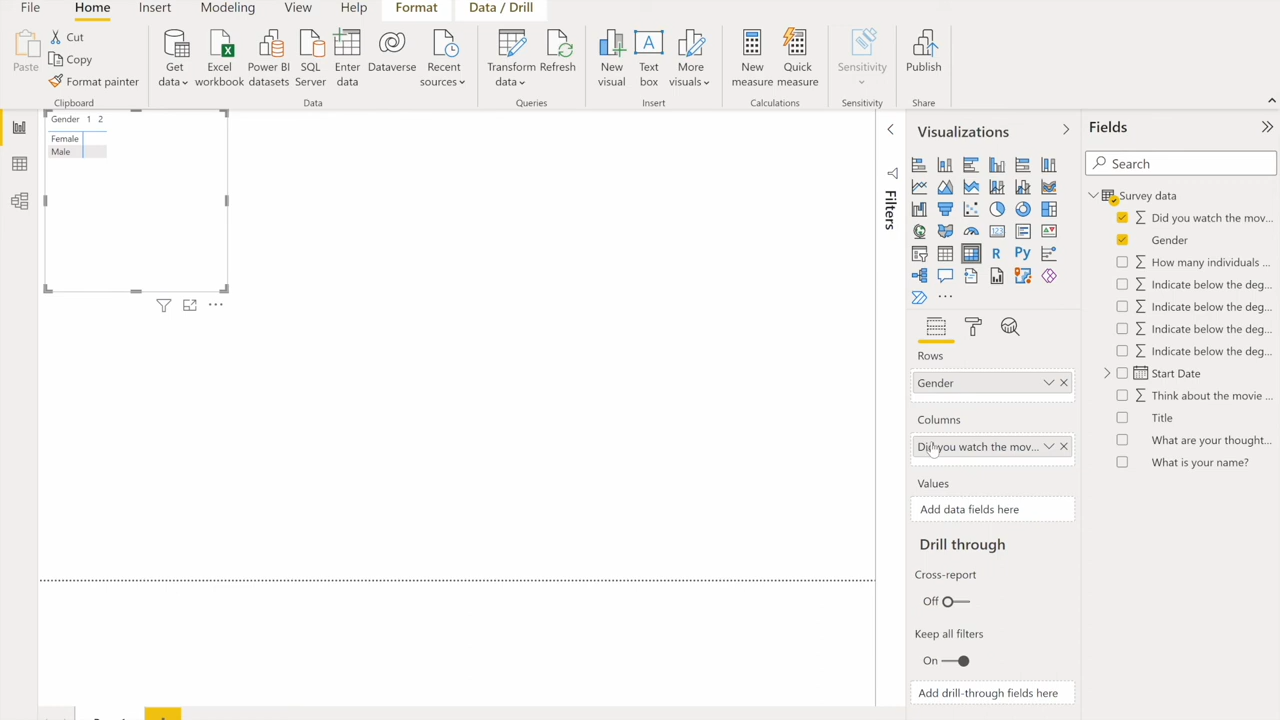 File Home Insert Modeling View Help Format Data / Drill
Paste
Cut
Copy
Format painter
Get data
Excel workbook
Power BI datasets
SQL Server
Enter data
Dataverse
Recent sources
Transform data
Refresh
New visual
Text box
More visuals
New measure
Quick measure
Sensitivity
Publish
Clipboard Data Queries Insert Calculations Sensitivity Share
Gender 1 2
Female
Male
Filters
Visualizations
R Py
Rows
Gender
Columns
Did you watch the mov...
Values
Add data fields here
Drill through
Cross-report
Off
Keep all filters
On
Add drill-through fields here
Fields
Search
Survey data
Did you watch the mov...
Gender
How many individuals ...
Indicate below the deg...
Indicate below the deg...
Indicate below the deg...
Indicate below the deg...
Start Date
Think about the movie ...
Title
What are your thought...
What is your name?